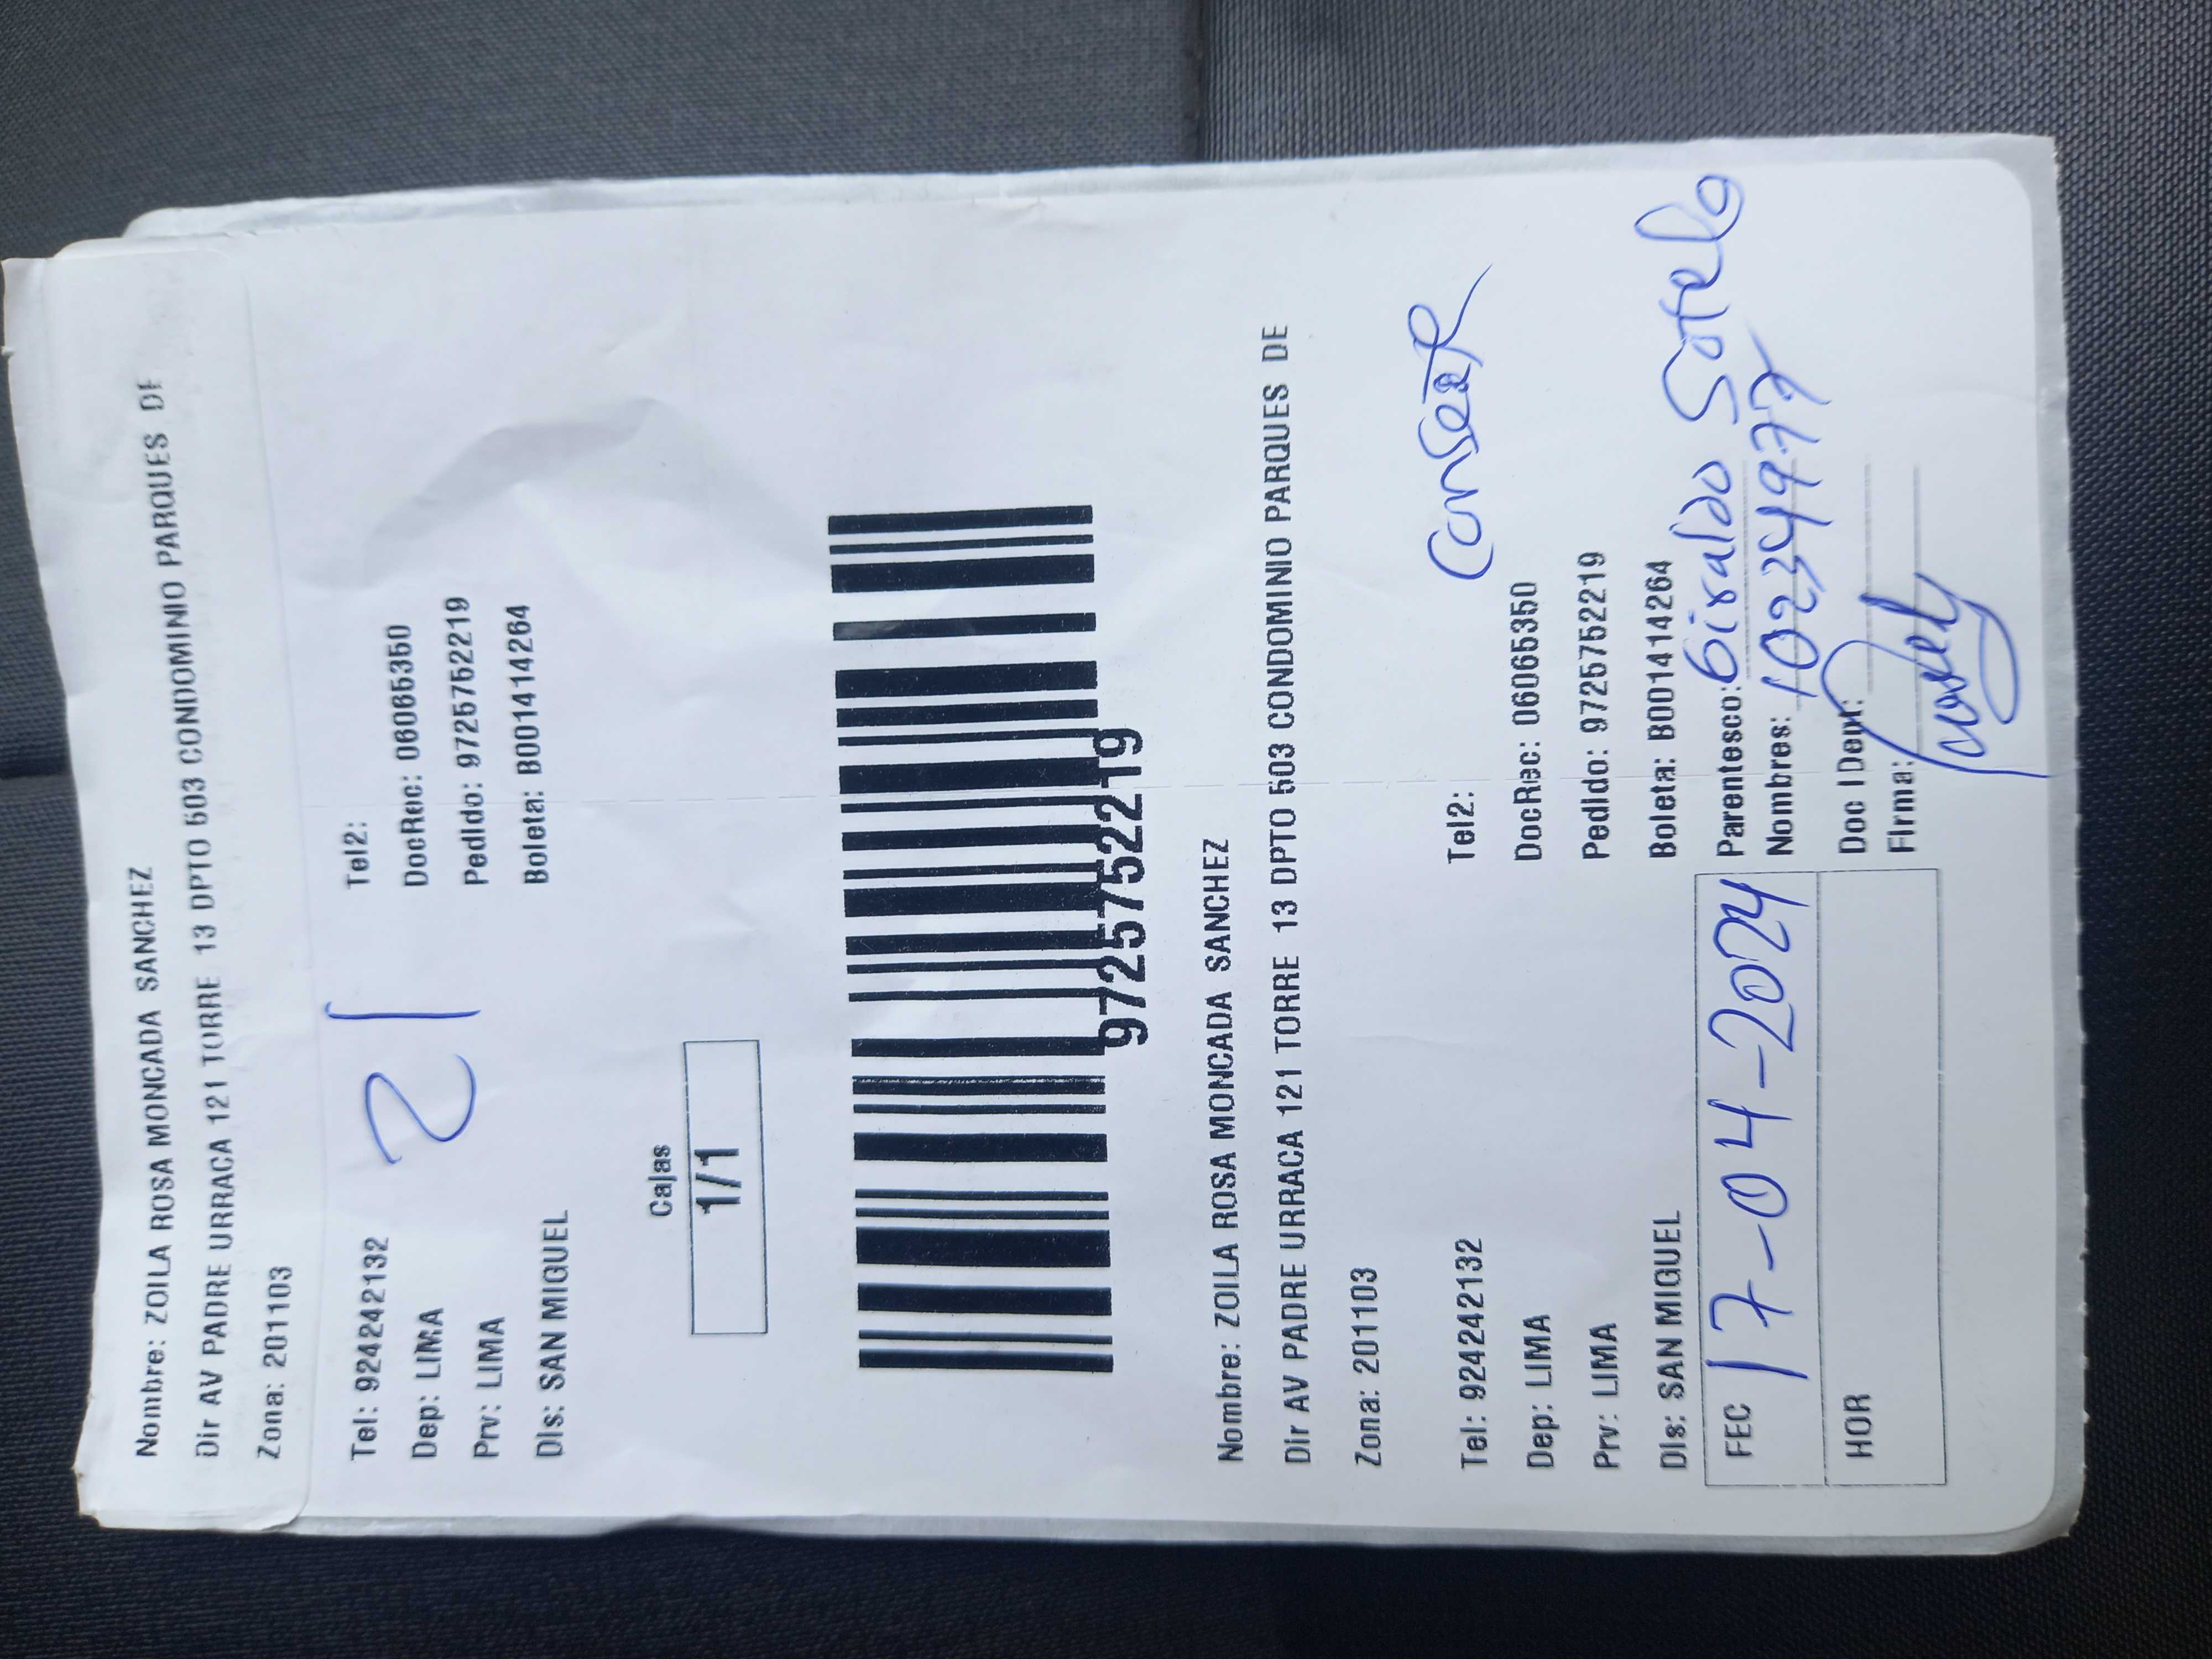 Nombre: ZOILA ROSA MONCADA SANCHEZ
Dir AV PADRE URRACA 121 TORRE 13 DPTO 503 CONDOMINIO PARQUES DE
Zona: 201103
Tel: 924242132 21 Tel2:
Dep: LIMA DocRec: 06065350
Prv: LIMA Pedido: 9725752219
Dis: SAN MIGUEL Boleta: B001414264
Cajas
1/1
9725752219
Nombre: ZOILA ROSA MONCADA SANCHEZ
Dir AV PADRE URRACA 121 TORRE 13 DPTO 503 CONDOMINIO PARQUES DE
Zona: 201103
Tel: 924242132 Tel2:
Dep: LIMA DocRec: 06065350
Prv: LIMA Pedido: 9725752219
Dis: SAN MIGUEL Boleta: B001414264
FEC 17-04-2024 Parentesco: Giraldo Sotelo
Nombres: 10234977
HOR Doc IDent:
Firma: